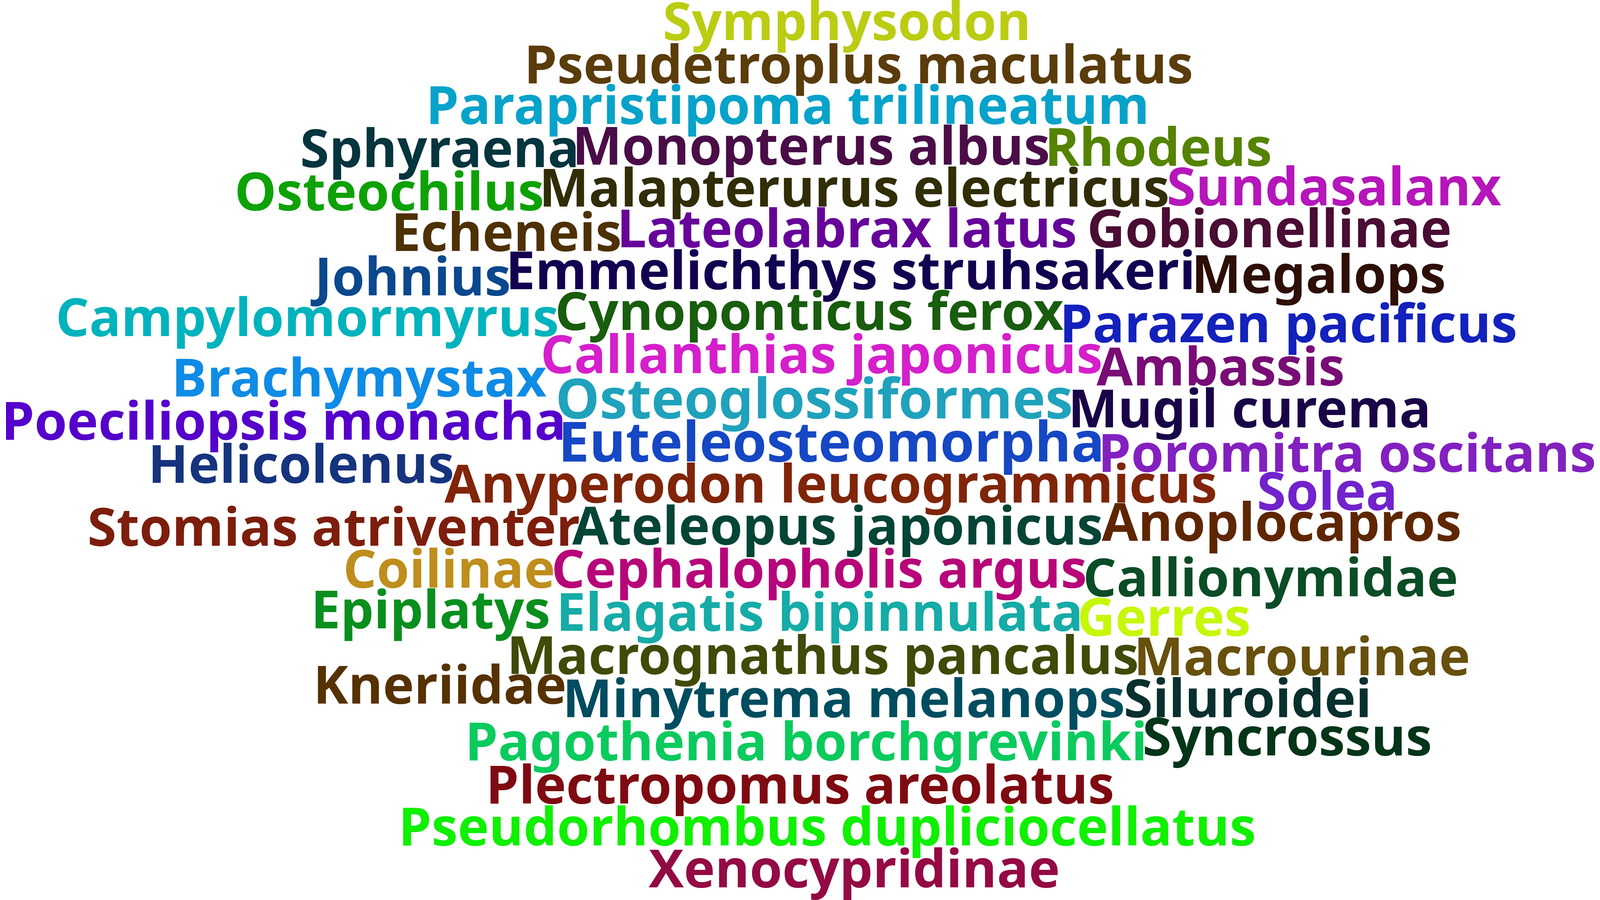 Symphysodon
Pseudetroplus maculatus
Parapristipoma trilineatum
Sphyraena Monopterus albus Rhodeus
Osteochilus Malapterurus electricus Sundasalanx
Echeneis Lateolabrax latus Gobionellinae
Johnius Emmelichthys struhsakeri Megalops
Campylomormyrus Cynoponticus ferox Parazen pacificus
Callanthias japonicus Ambassis
Brachymystax Osteoglossiformes Mugil curema
Poeciliopsis monacha Euteleosteomorpha Poromitra oscitans
Helicolenus Anyperodon leucogrammicus Solea
Stomias atriventer Ateleopus japonicus Anoplocapros
Coilinae Cephalopholis argus Callionymidae
Epiplatys Elagatis bipinnulata Gerres
Macrognathus pancalus Macrourinae
Kneriidae Minytrema melanops Siluroidei
Pagothenia borchgrevinki Syncrossus
Plectropomus areolatus
Pseudorhombus dupliciocellatus
Xenocypridinae